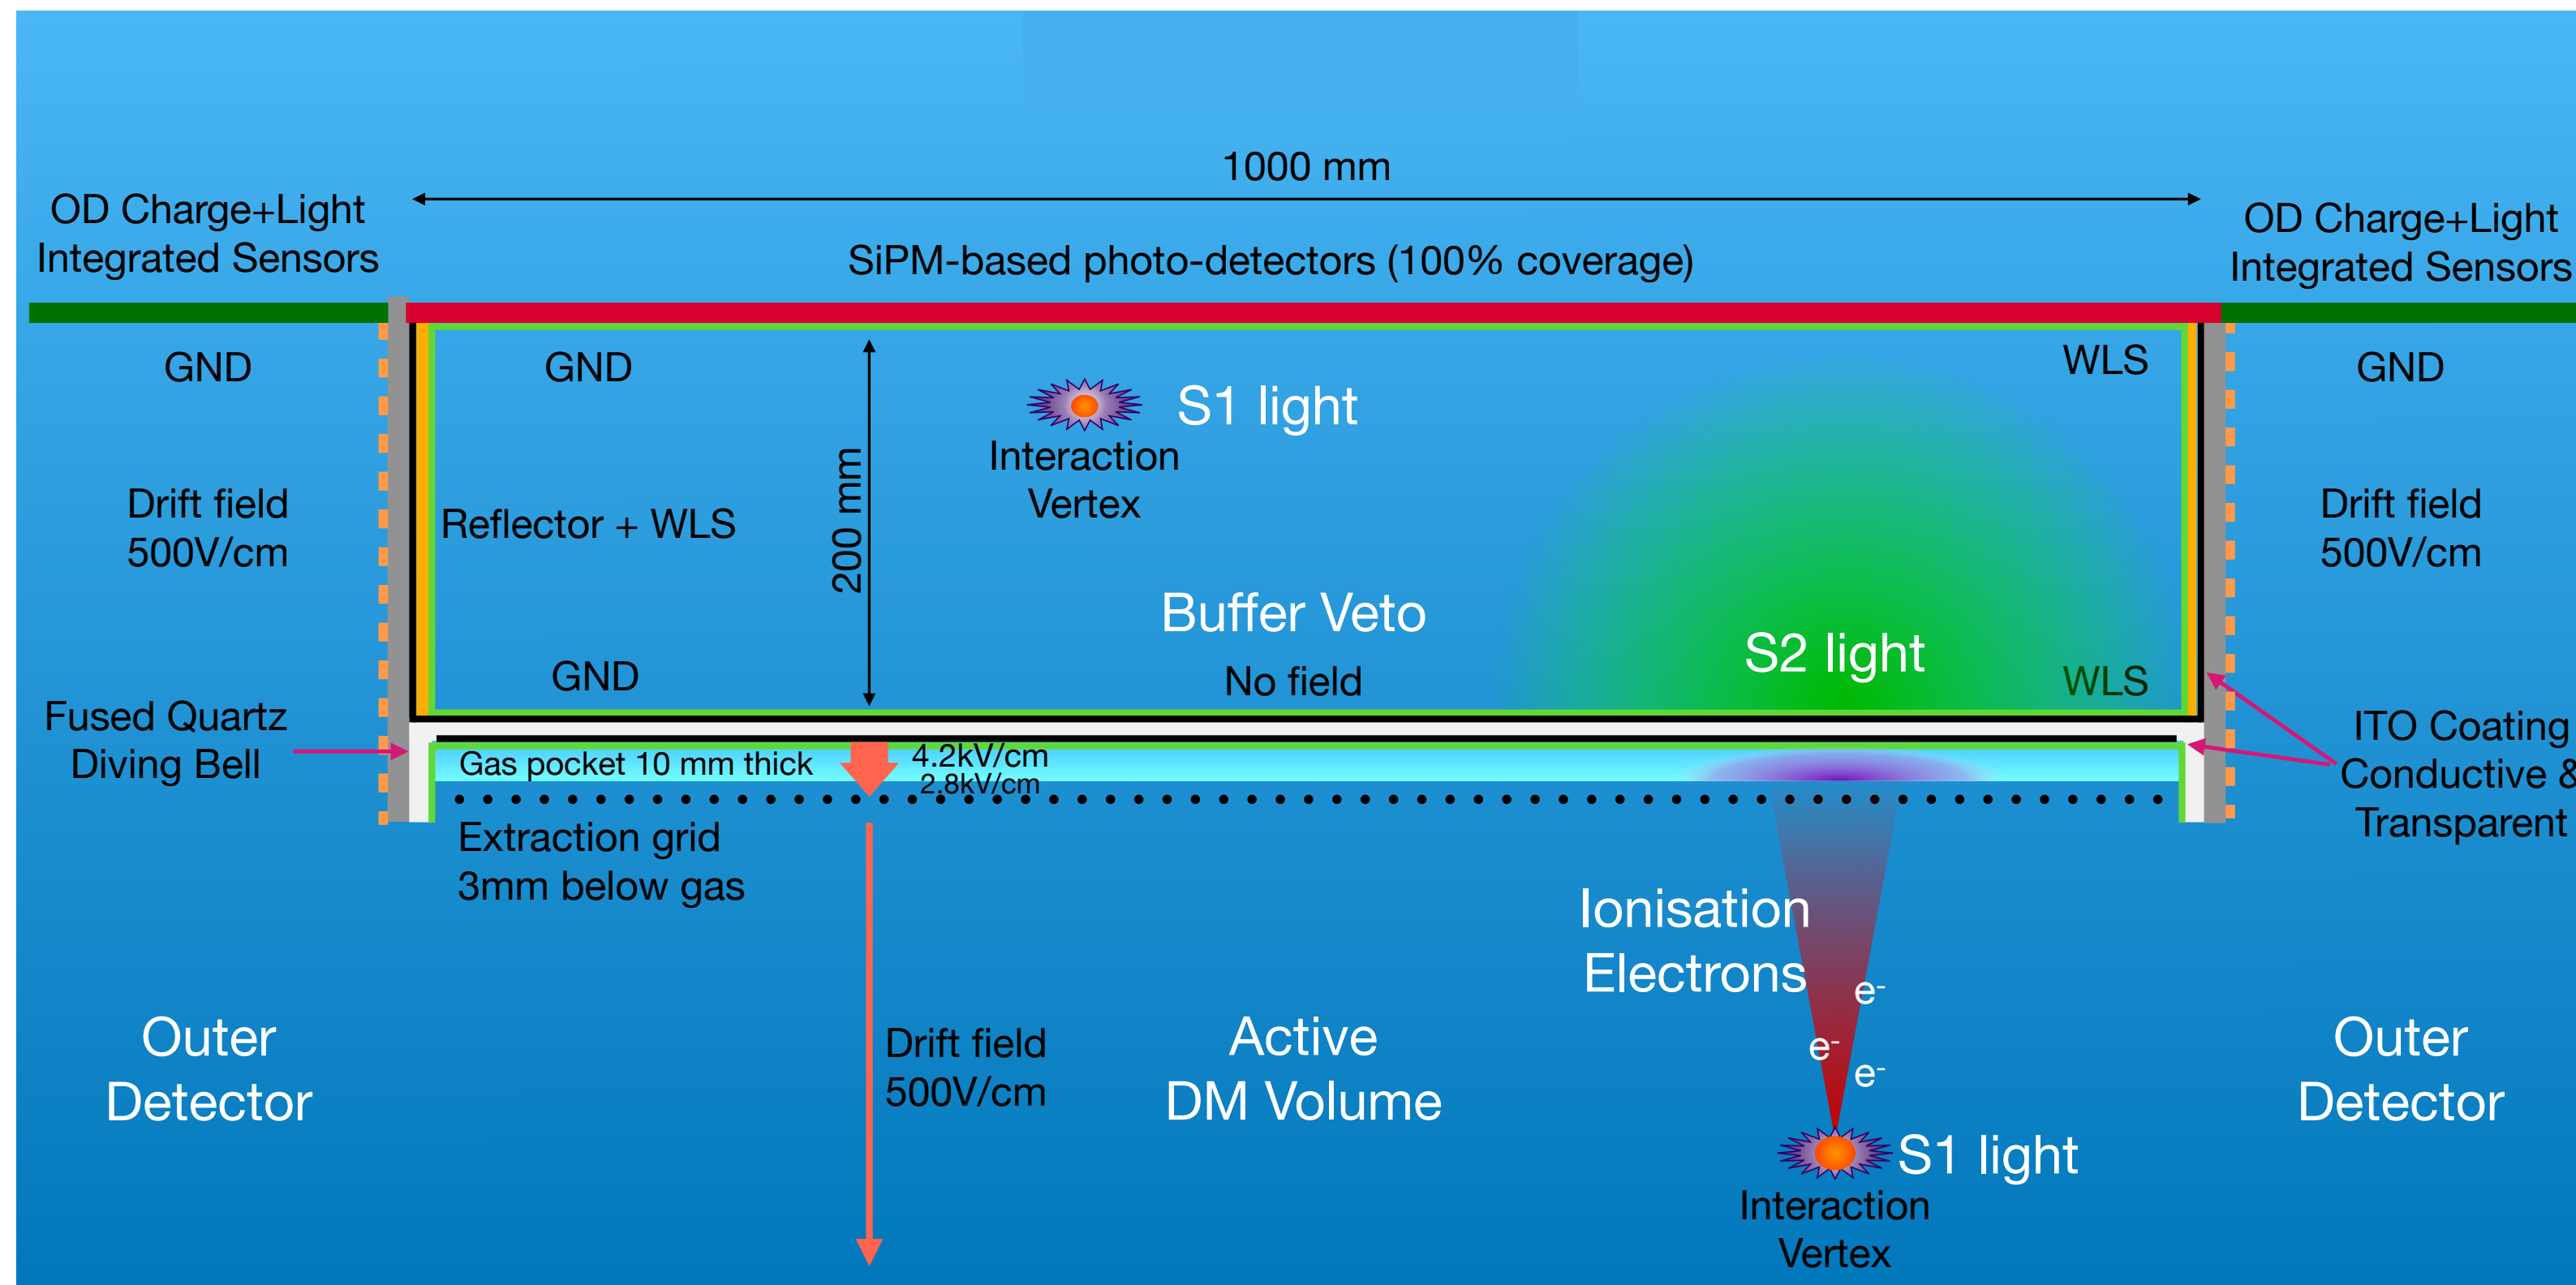 1000 mm
OD Charge+Light
Integrated Sensors
SiPM-based photo-detectors (100% coverage)
OD Charge+Light
Integrated Sensors
GND
GND
WLS
GND
S1 light
Interaction
Vertex
200 mm
Drift field
500V/cm
Reflector + WLS
Drift field
500V/cm
Buffer Veto
No field
S2 light
GND
WLS
Fused Quartz
Diving Bell
ITO Coating
Conductive &
Transparent
Gas pocket 10 mm thick
4.2kV/cm
2.8kV/cm
Extraction grid
3mm below gas
Ionisation
Electrons
e-
e-
e-
Outer
Detector
Drift field
500V/cm
Active
DM Volume
Outer
Detector
S1 light
Interaction
Vertex